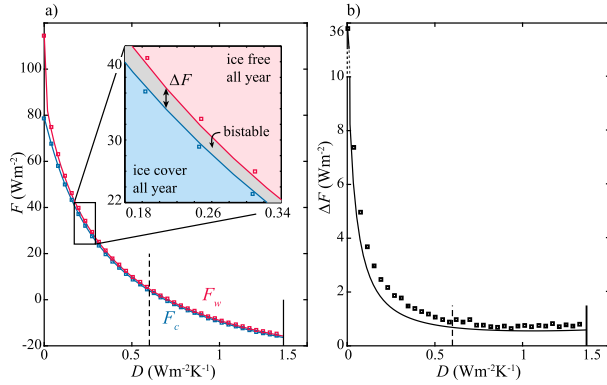 a)
b)
F (Wm⁻²)
100
80
60
40
20
0
-20
0
0.5
1
1.5
D (Wm⁻²K⁻¹)
40
36
30
26
22
0.18
0.26
0.34
ice free
all year
ΔF
bistable
ice cover
all year
F_w
F_c
ΔF (Wm⁻²)
36
10
8
6
4
2
0
0
0.5
1
1.5
D (Wm⁻²K⁻¹)